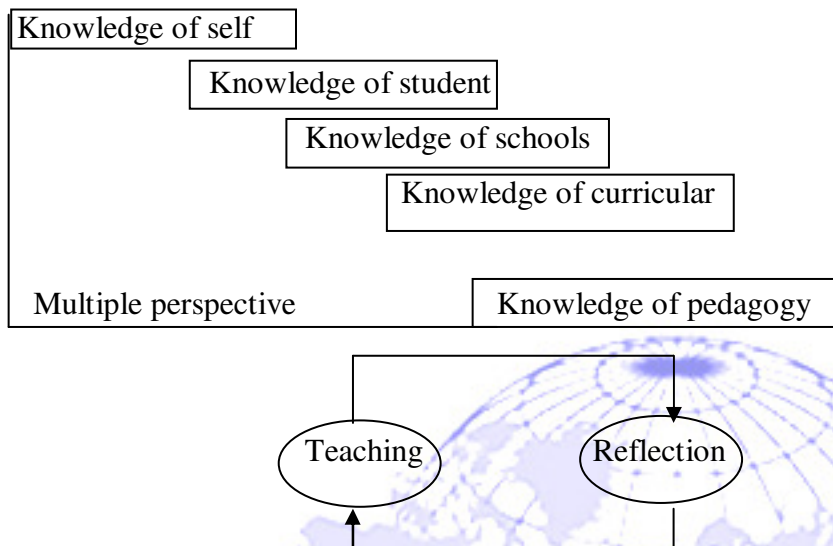 Knowledge of self
Knowledge of student
Knowledge of schools
Knowledge of curricular
Multiple perspective Knowledge of pedagogy
Teaching Reflection